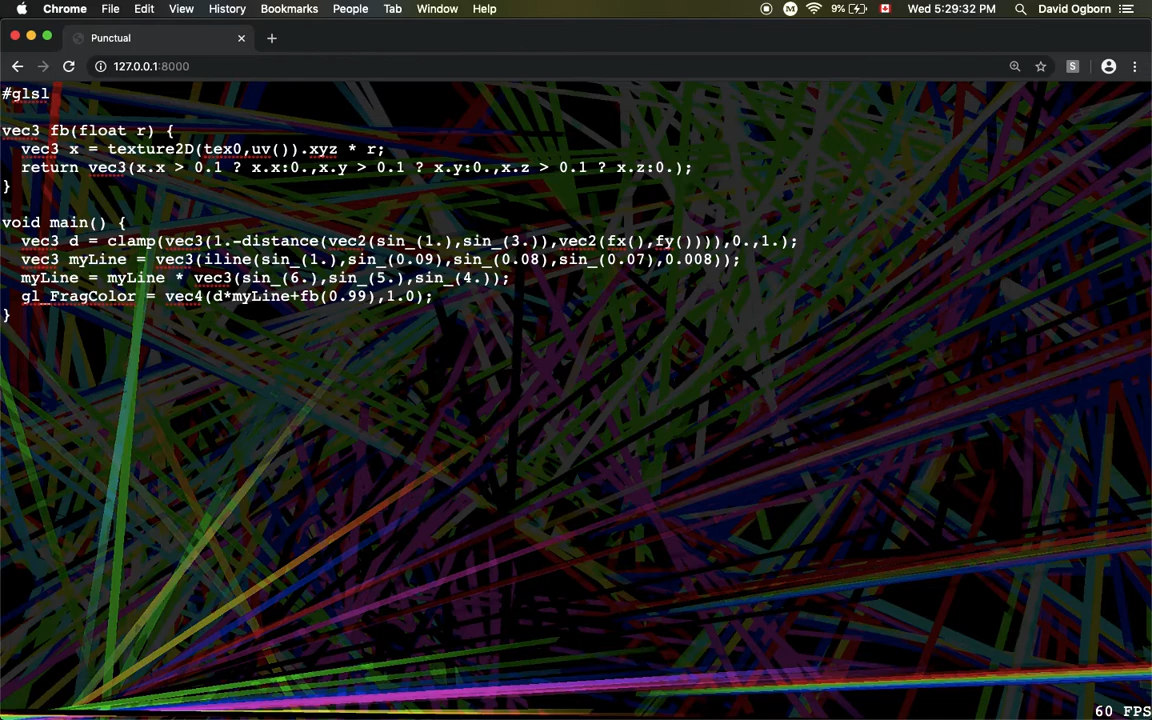 Chrome File Edit View History Bookmarks People Tab Window Help M 9% Wed 5:29:32 PM David Ogborn
Punctual
127.0.0.1:8000 S
#glsl
vec3 fb(float r) {
  vec3 x = texture2D(tex0,uv()).xyz * r;
  return vec3(x.x > 0.1 ? x.x:0.,x.y > 0.1 ? x.y:0.,x.z > 0.1 ? x.z:0.);
}
void main() {
  vec3 d = clamp(vec3(1.-distance(vec2(sin_(1.),sin_(3.)),vec2(fx(),fy()))),0.,1.);
  vec3 myLine = vec3(iline(sin_(1.),sin_(0.09),sin_(0.08),sin_(0.07),0.008));
  myLine = myLine * vec3(sin_(6.),sin_(5.),sin_(4.));
  gl_FragColor = vec4(d*myLine+fb(0.99),1.0);
}
60 FPS